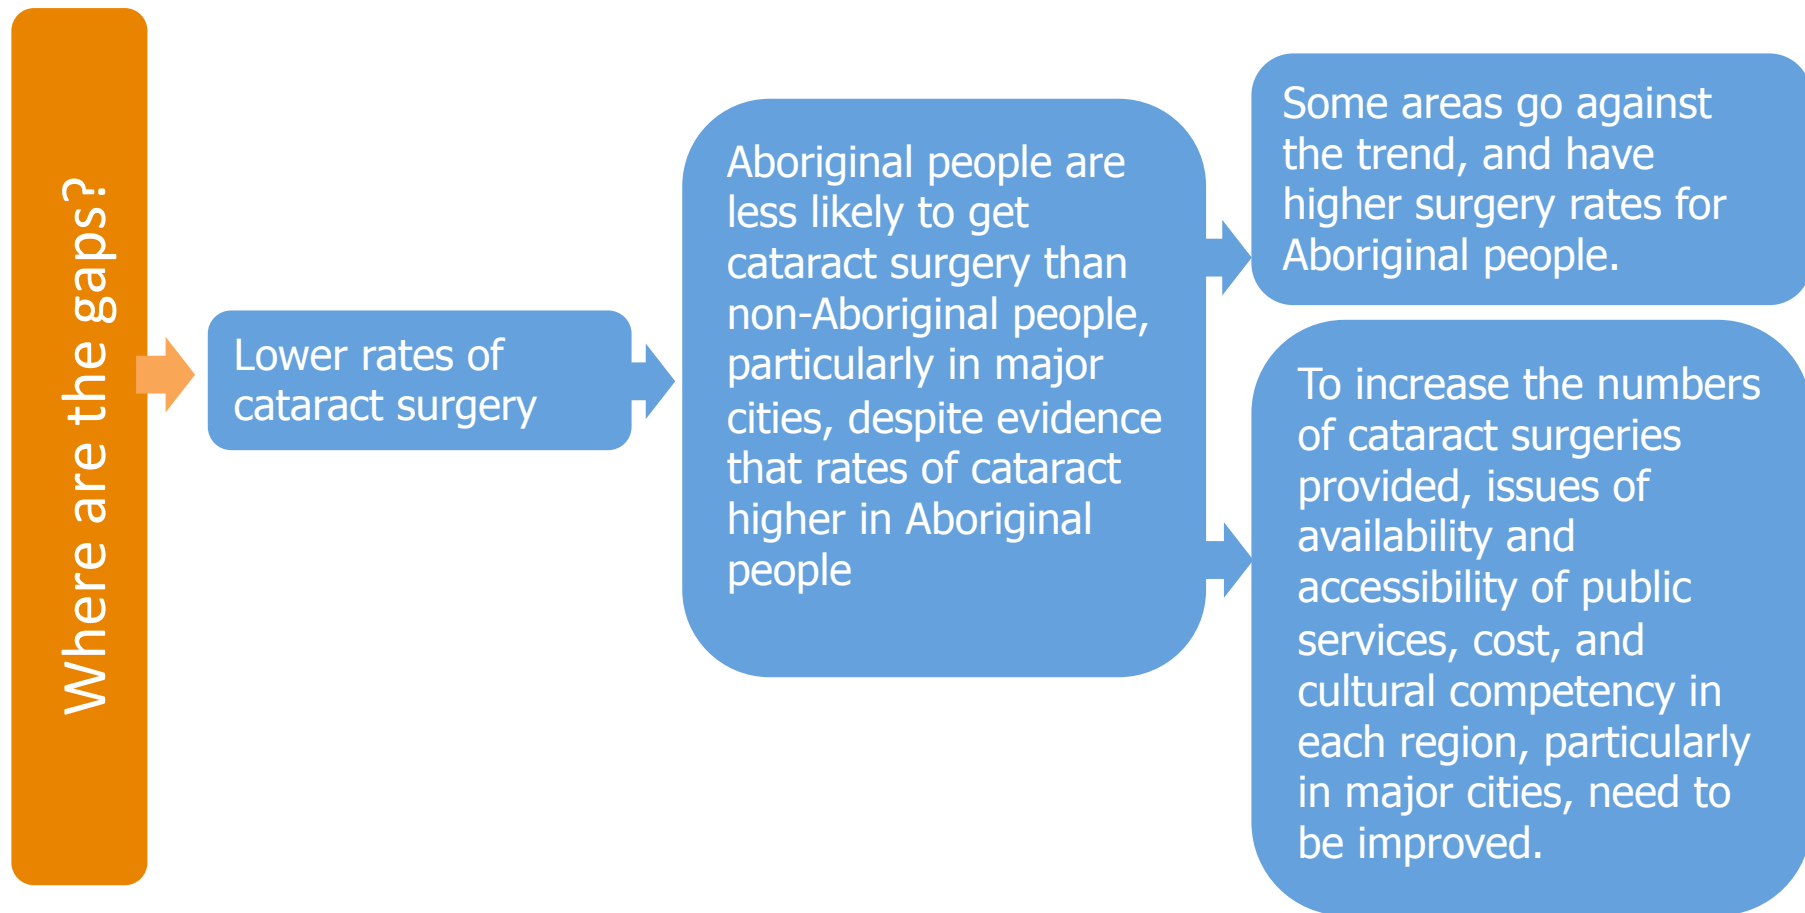 Where are the gaps?
Lower rates of
cataract surgery
Aboriginal people are
less likely to get
cataract surgery than
non-Aboriginal people,
particularly in major
cities, despite evidence
that rates of cataract
higher in Aboriginal
people
Some areas go against
the trend, and have
higher surgery rates for
Aboriginal people.
To increase the numbers
of cataract surgeries
provided, issues of
availability and
accessibility of public
services, cost, and
cultural competency in
each region, particularly
in major cities, need to
be improved.